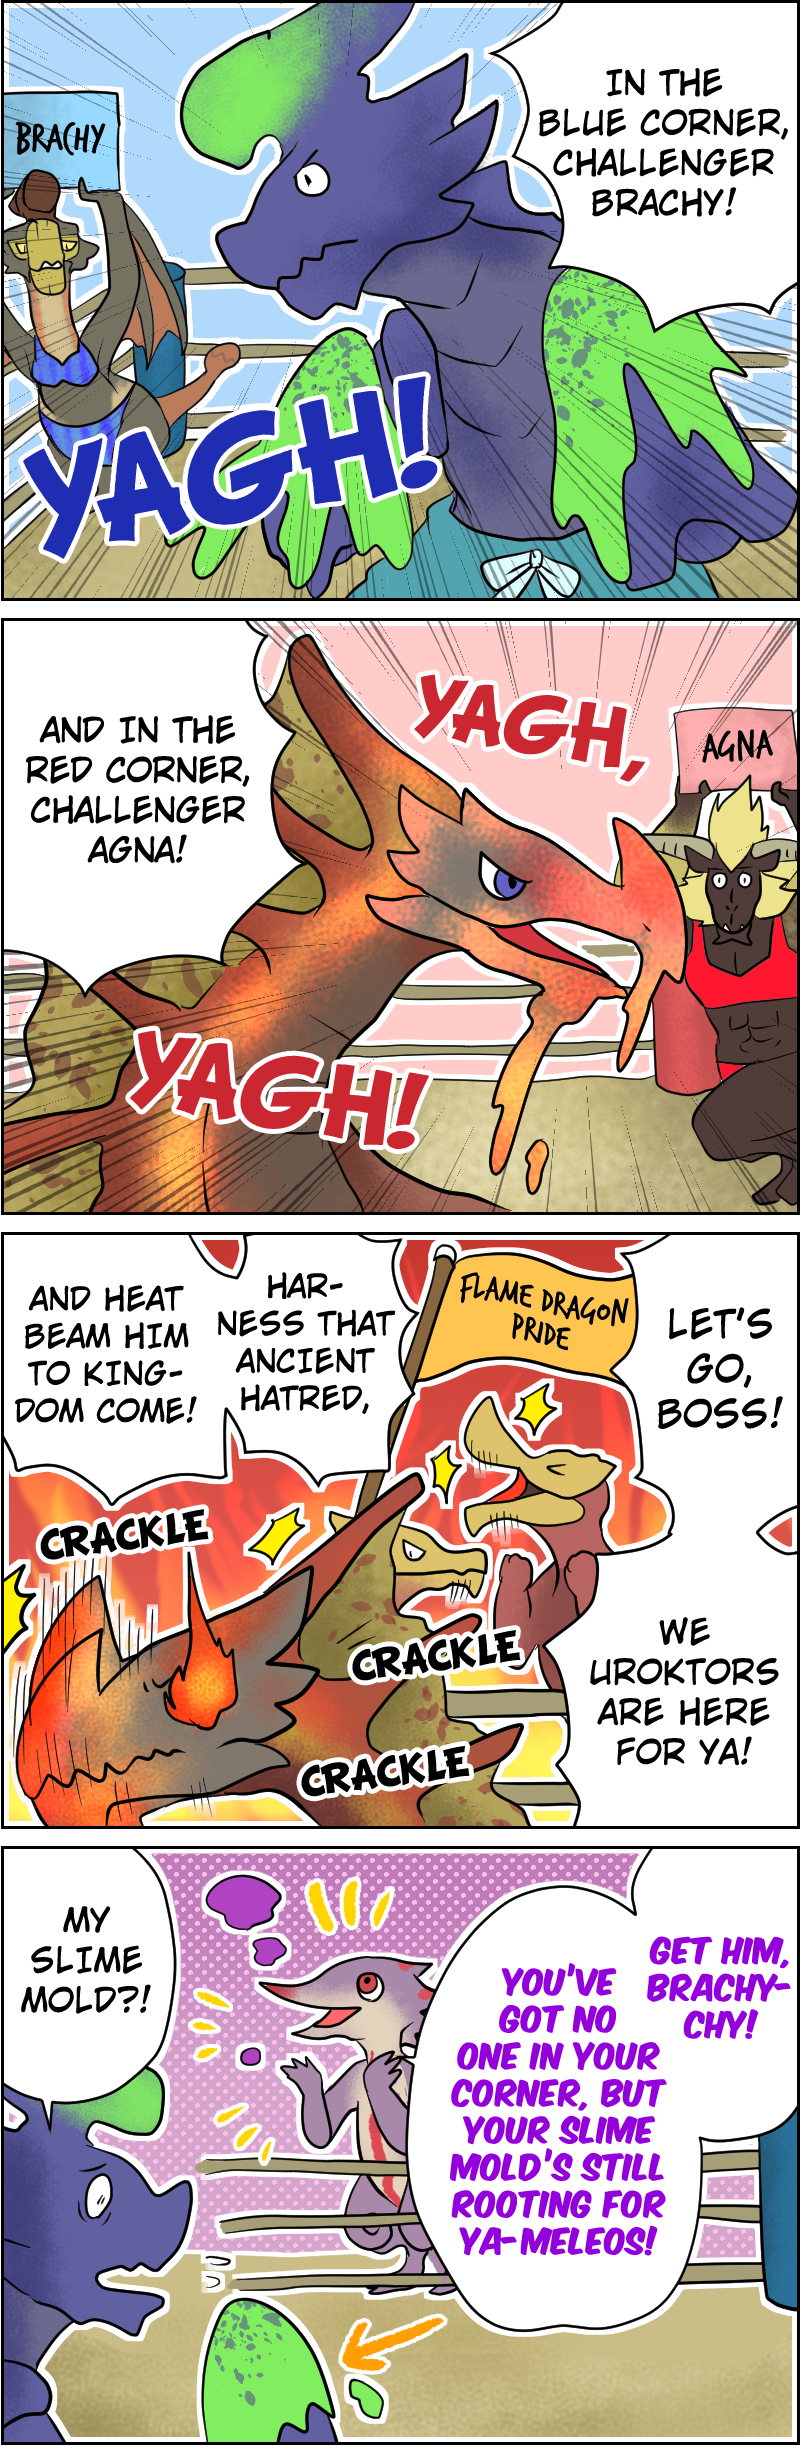 IN THE
BLUE CORNER,
CHALLENGER
BRACHY!
BRACHY
YAGH!
AND IN THE
RED CORNER,
CHALLENGER
AGNA!
YAGH,
AGNA
YAGH!
LET'S
GO,
BOSS!
FLAME DRAGON
PRIDE
HAR-
NESS THAT
ANCIENT
HATRED,
AND HEAT
BEAM HIM
TO KING-
DOM COME!
CRACKLE
CRACKLE
CRACKLE
WE
UROKTORS
ARE HERE
FOR YA!
GET HIM,
BRACHY-
CHY!
YOU'VE
GOT NO
ONE IN YOUR
CORNER, BUT
YOUR SLIME
MOLD'S STILL
ROOTING FOR
YA-MELEOS!
MY
SLIME
MOLD?!